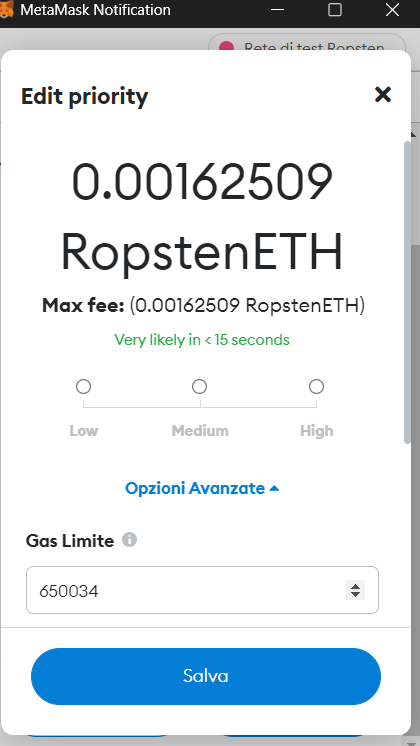 MetaMask Notification
Rete di test Ropsten
Edit priority
0.00162509
RopstenETH
Max fee: (0.00162509 RopstenETH)
Very likely in < 15 seconds
Low Medium High
Opzioni Avanzate
Gas Limite
650034
Salva